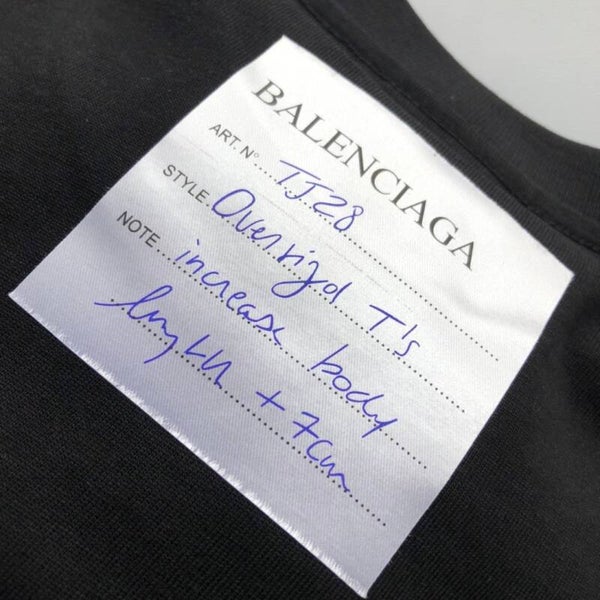 BALENCIAGA
ART. N° TJ28
STYLE Oversized T's
NOTE increase body
length + 7cm